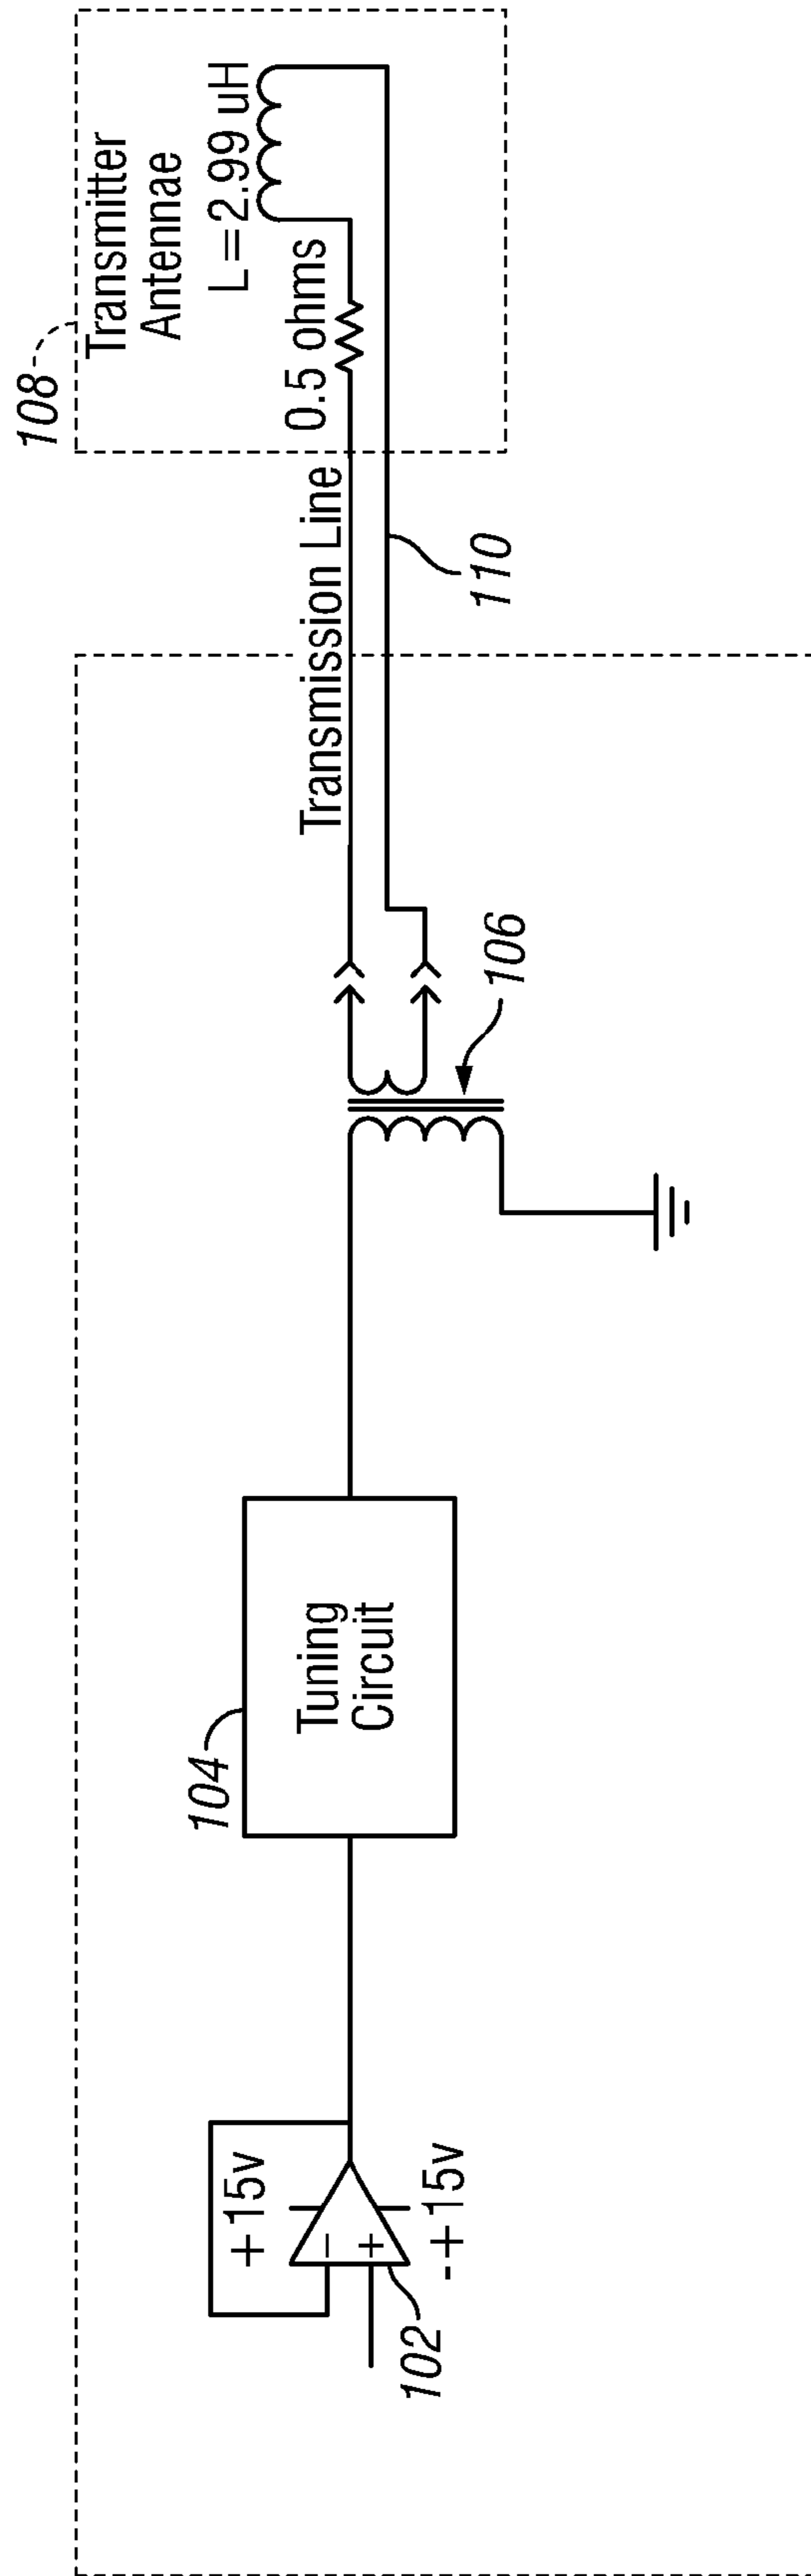 102
+15v
−
+
-+15v
104
Tuning
Circuit
106
Transmission Line
110
108
Transmitter
Antennae
L=2.99 uH
0.5 ohms